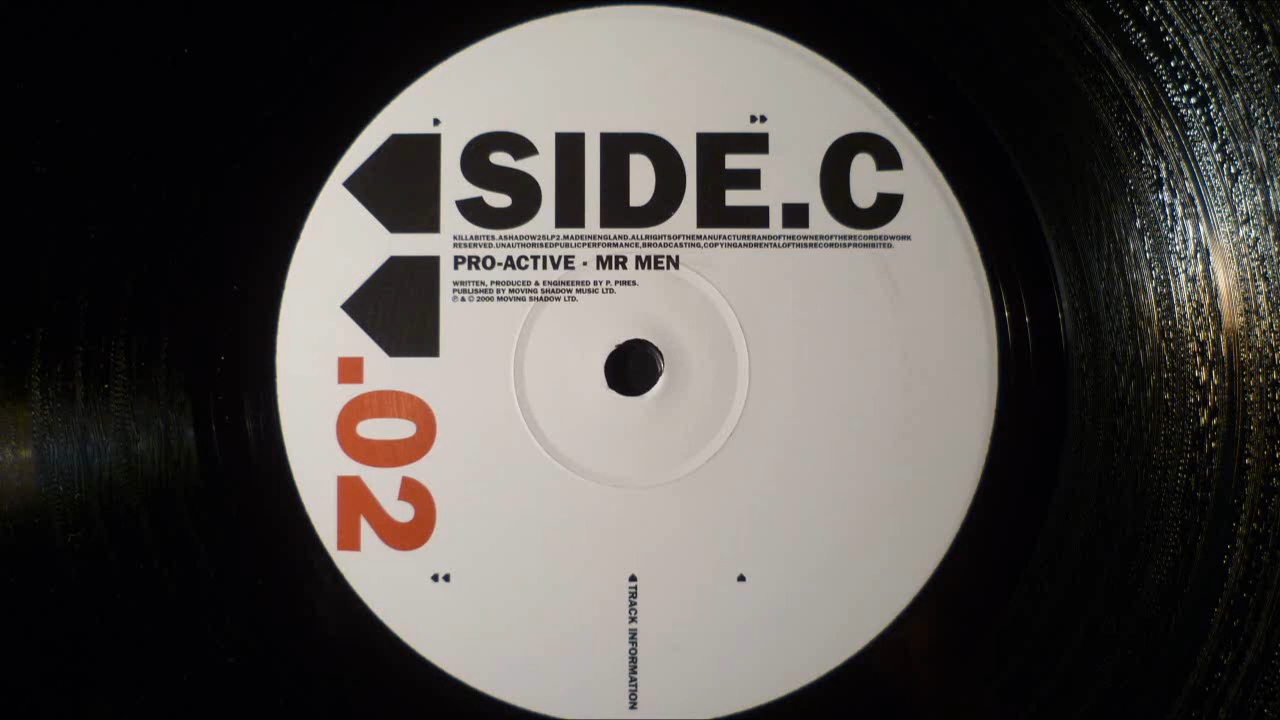 SIDE.C
KILLABITES.ASHADOW25LP2.MADEINENGLAND.ALLRIGHTSOFTHEMANUFACTURERANDOFTHEOWNEROFTHERECORDEDWORK
RESERVED.UNAUTHORISEDPUBLICPERFORMANCE,BROADCASTING,COPYINGANDRENTALOFTHISRECORDISPROHIBITED.
PRO-ACTIVE · MR MEN
WRITTEN, PRODUCED & ENGINEERED BY P. PIRES.
PUBLISHED BY MOVING SHADOW MUSIC LTD.
℗ & © 2000 MOVING SHADOW LTD.
.02
TRACK INFORMATION